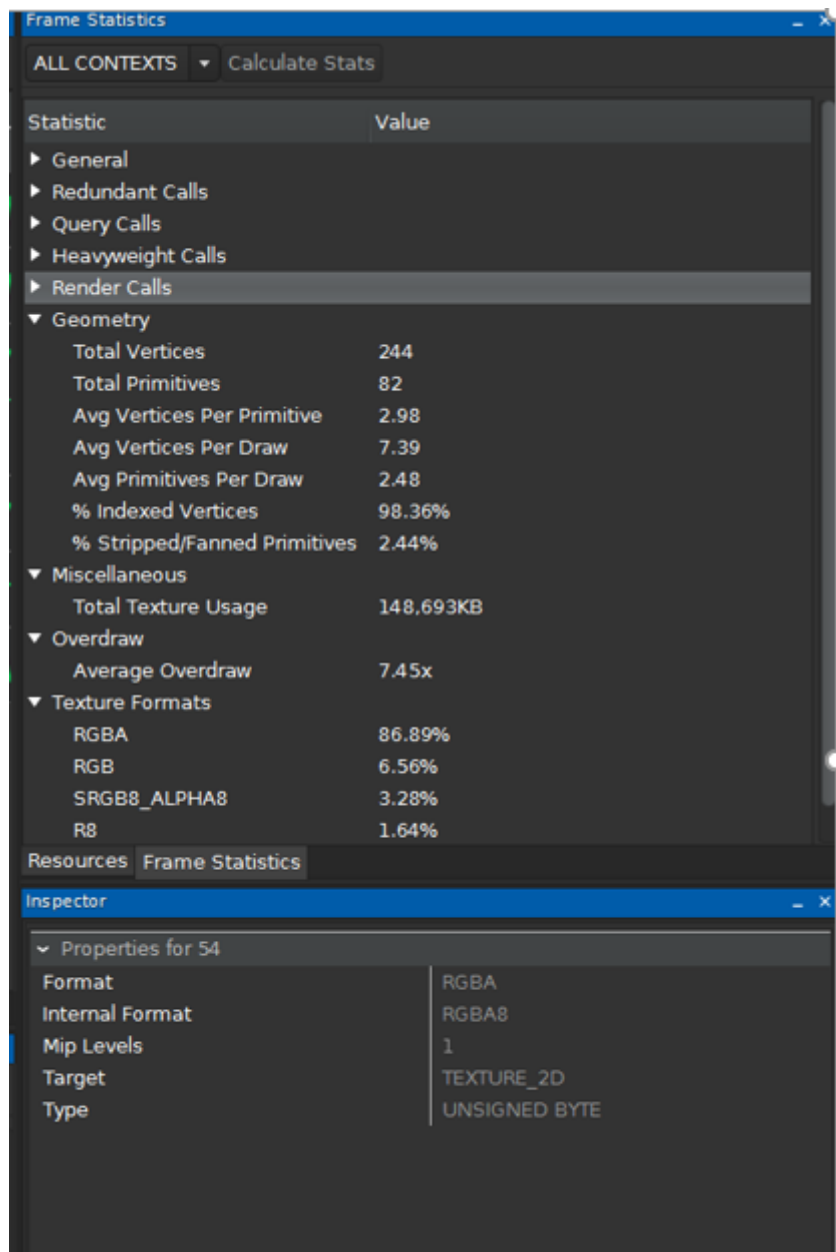 Frame Statistics
ALL CONTEXTS Calculate Stats
Statistic Value
General
Redundant Calls
Query Calls
Heavyweight Calls
Render Calls
Geometry
Total Vertices 244
Total Primitives 82
Avg Vertices Per Primitive 2.98
Avg Vertices Per Draw 7.39
Avg Primitives Per Draw 2.48
% Indexed Vertices 98.36%
% Stripped/Fanned Primitives 2.44%
Miscellaneous
Total Texture Usage 148,693KB
Overdraw
Average Overdraw 7.45x
Texture Formats
RGBA 86.89%
RGB 6.56%
SRGB8_ALPHA8 3.28%
R8 1.64%
Resources Frame Statistics
Inspector
Properties for 54
Format RGBA
Internal Format RGBA8
Mip Levels 1
Target TEXTURE_2D
Type UNSIGNED BYTE